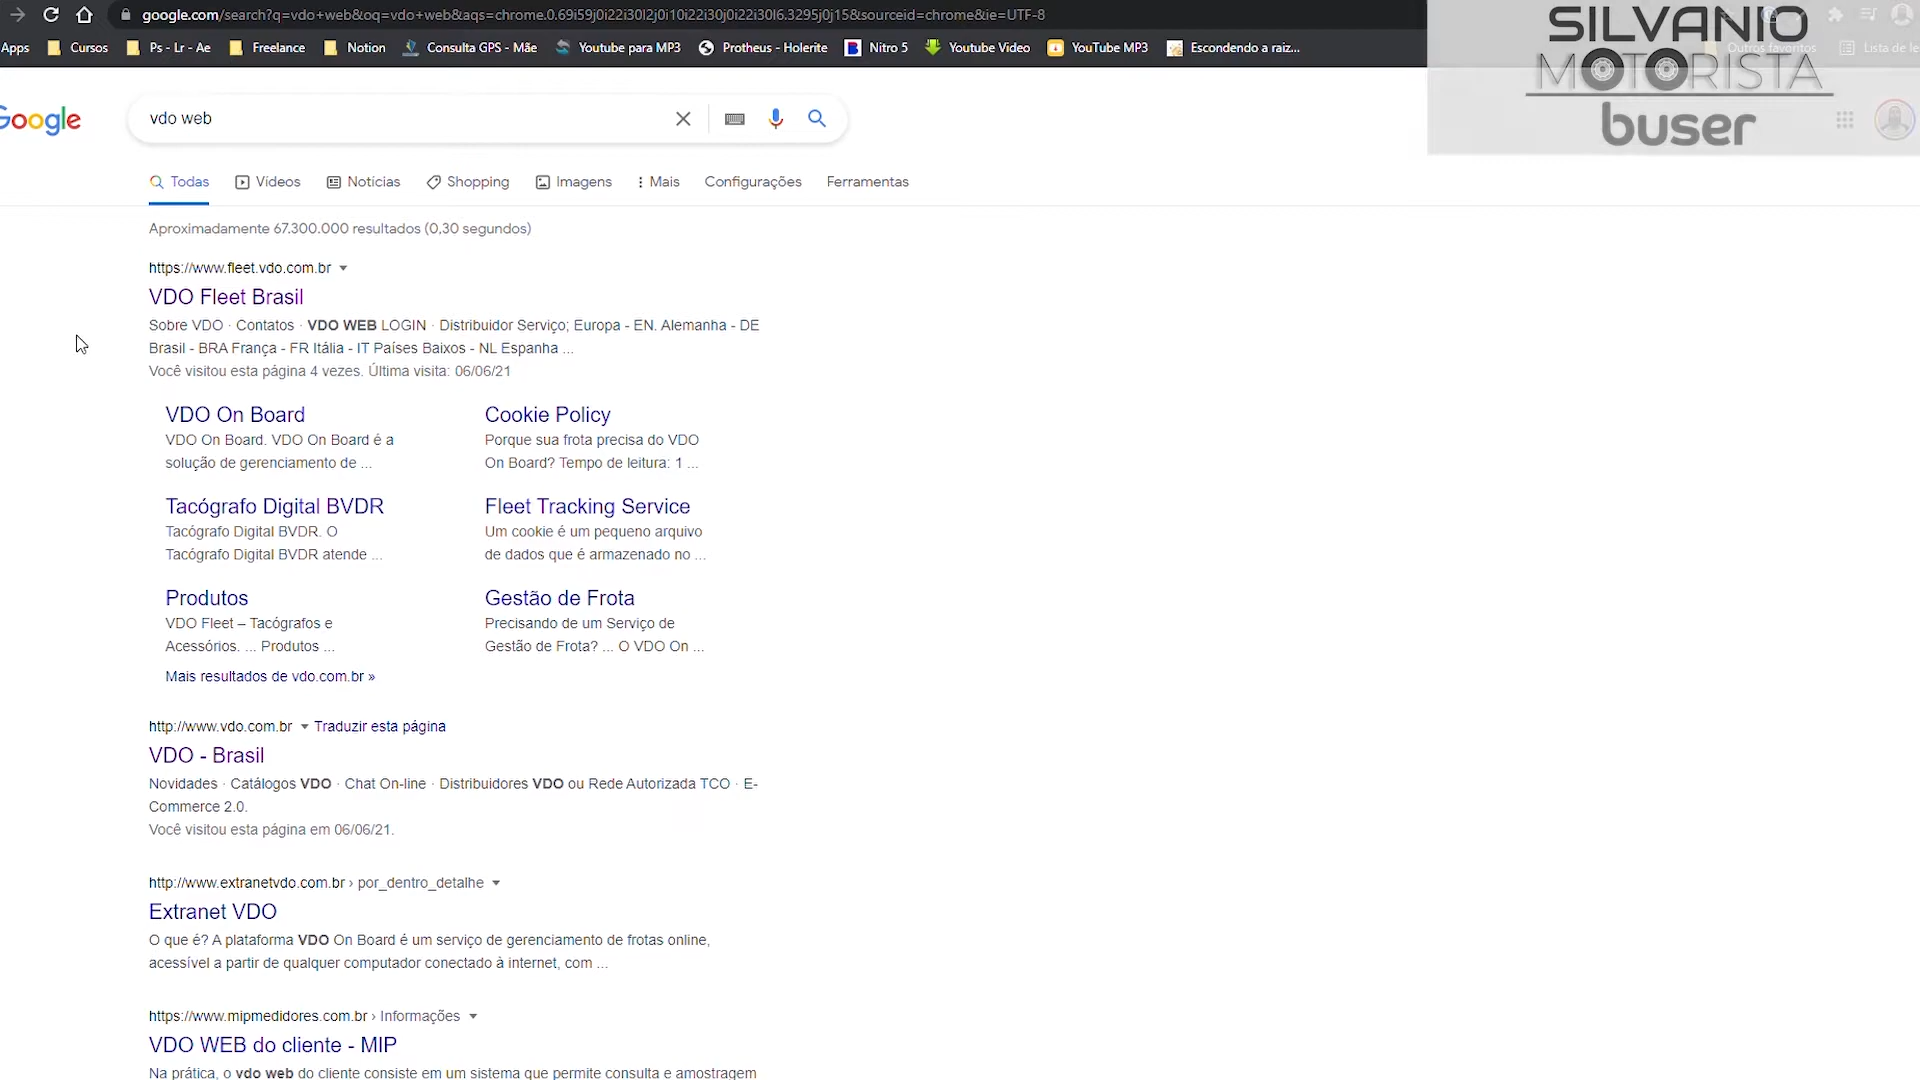 google.com/search?q=vdo+web&oq=vdo+web&aqs=chrome.0.69i59j0i22i30l2j0i10i22i30j0i22i30l6.3295j0j15&sourceid=chrome&ie=UTF-8
Apps Cursos Ps - Lr - Ae Freelance Notion Consulta GPS - Mãe Youtube para MP3 Protheus - Holerite Nitro 5 Youtube Video YouTube MP3 Escondendo a raiz... Outros favoritos Lista de le
SILVANIO
MOTORISTA
buser
Google
vdo web
Todas Vídeos Notícias Shopping Imagens Mais Configurações Ferramentas
Aproximadamente 67.300.000 resultados (0,30 segundos)
https://www.fleet.vdo.com.br
VDO Fleet Brasil
Sobre VDO · Contatos · VDO WEB LOGIN · Distribuidor Serviço; Europa - EN. Alemanha - DE
Brasil - BRA França - FR Itália - IT Países Baixos - NL Espanha ...
Você visitou esta página 4 vezes. Última visita: 06/06/21
VDO On Board
VDO On Board. VDO On Board é a
solução de gerenciamento de ...
Cookie Policy
Porque sua frota precisa do VDO
On Board? Tempo de leitura: 1 ...
Tacógrafo Digital BVDR
Tacógrafo Digital BVDR. O
Tacógrafo Digital BVDR atende ...
Fleet Tracking Service
Um cookie é um pequeno arquivo
de dados que é armazenado no ...
Produtos
VDO Fleet – Tacógrafos e
Acessórios. ... Produtos ...
Gestão de Frota
Precisando de um Serviço de
Gestão de Frota? ... O VDO On ...
Mais resultados de vdo.com.br »
http://www.vdo.com.br Traduzir esta página
VDO - Brasil
Novidades · Catálogos VDO · Chat On-line · Distribuidores VDO ou Rede Autorizada TCO · E-
Commerce 2.0.
Você visitou esta página em 06/06/21.
http://www.extranetvdo.com.br › por_dentro_detalhe
Extranet VDO
O que é? A plataforma VDO On Board é um serviço de gerenciamento de frotas online,
acessível a partir de qualquer computador conectado à internet, com ...
https://www.mipmedidores.com.br › Informações
VDO WEB do cliente - MIP
Na prática, o vdo web do cliente consiste em um sistema que permite consulta e amostragem